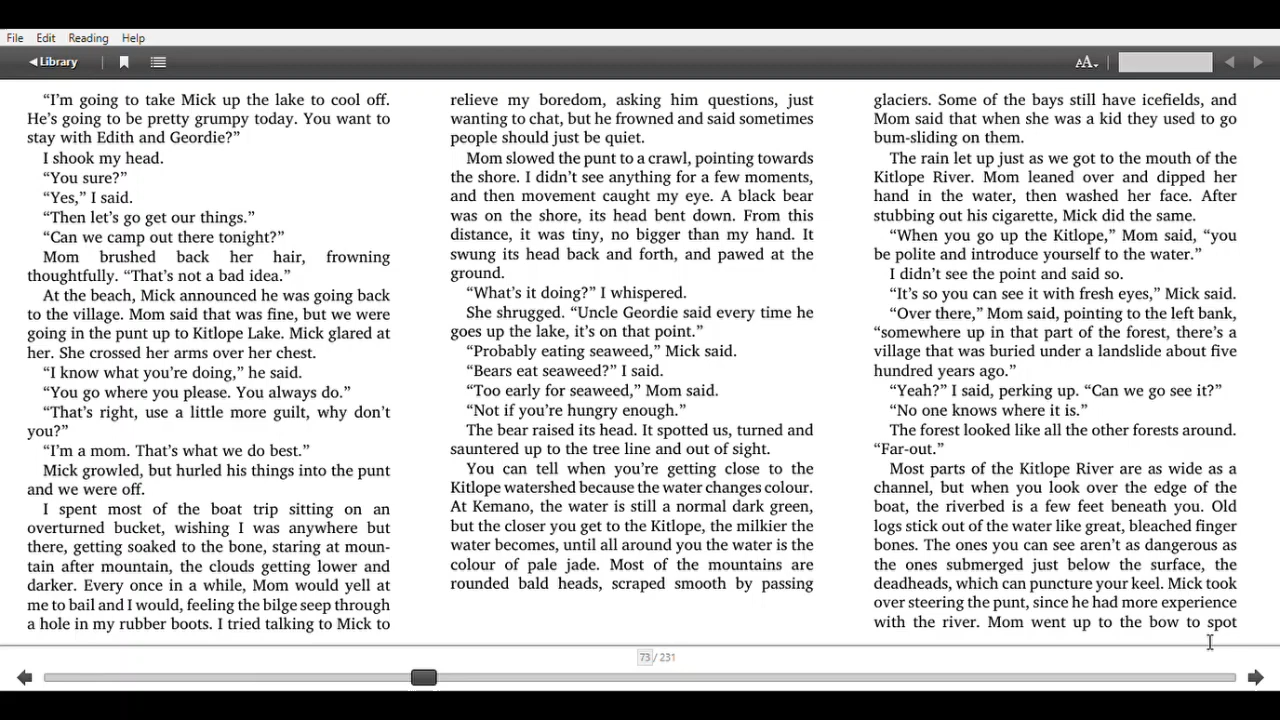 File Edit Reading Help
◀Library
AA
“I'm going to take Mick up the lake to cool off.
He's going to be pretty grumpy today. You want to
stay with Edith and Geordie?”
I shook my head.
“You sure?”
“Yes,” I said.
“Then let's go get our things.”
“Can we camp out there tonight?”
Mom brushed back her hair, frowning
thoughtfully. “That's not a bad idea.”
At the beach, Mick announced he was going back
to the village. Mom said that was fine, but we were
going in the punt up to Kitlope Lake. Mick glared at
her. She crossed her arms over her chest.
“I know what you're doing,” he said.
“You go where you please. You always do.”
“That's right, use a little more guilt, why don't
you?”
“I'm a mom. That's what we do best.”
Mick growled, but hurled his things into the punt
and we were off.
I spent most of the boat trip sitting on an
overturned bucket, wishing I was anywhere but
there, getting soaked to the bone, staring at moun-
tain after mountain, the clouds getting lower and
darker. Every once in a while, Mom would yell at
me to bail and I would, feeling the bilge seep through
a hole in my rubber boots. I tried talking to Mick to
relieve my boredom, asking him questions, just
wanting to chat, but he frowned and said sometimes
people should just be quiet.
Mom slowed the punt to a crawl, pointing towards
the shore. I didn't see anything for a few moments,
and then movement caught my eye. A black bear
was on the shore, its head bent down. From this
distance, it was tiny, no bigger than my hand. It
swung its head back and forth, and pawed at the
ground.
“What's it doing?” I whispered.
She shrugged. “Uncle Geordie said every time he
goes up the lake, it's on that point.”
“Probably eating seaweed,” Mick said.
“Bears eat seaweed?” I said.
“Too early for seaweed,” Mom said.
“Not if you're hungry enough.”
The bear raised its head. It spotted us, turned and
sauntered up to the tree line and out of sight.
You can tell when you're getting close to the
Kitlope watershed because the water changes colour.
At Kemano, the water is still a normal dark green,
but the closer you get to the Kitlope, the milkier the
water becomes, until all around you the water is the
colour of pale jade. Most of the mountains are
rounded bald heads, scraped smooth by passing
glaciers. Some of the bays still have icefields, and
Mom said that when she was a kid they used to go
bum-sliding on them.
The rain let up just as we got to the mouth of the
Kitlope River. Mom leaned over and dipped her
hand in the water, then washed her face. After
stubbing out his cigarette, Mick did the same.
“When you go up the Kitlope,” Mom said, “you
be polite and introduce yourself to the water.”
I didn't see the point and said so.
“It's so you can see it with fresh eyes,” Mick said.
“Over there,” Mom said, pointing to the left bank,
“somewhere up in that part of the forest, there's a
village that was buried under a landslide about five
hundred years ago.”
“Yeah?” I said, perking up. “Can we go see it?”
“No one knows where it is.”
The forest looked like all the other forests around.
“Far-out.”
Most parts of the Kitlope River are as wide as a
channel, but when you look over the edge of the
boat, the riverbed is a few feet beneath you. Old
logs stick out of the water like great, bleached finger
bones. The ones you can see aren't as dangerous as
the ones submerged just below the surface, the
deadheads, which can puncture your keel. Mick took
over steering the punt, since he had more experience
with the river. Mom went up to the bow to spot
73 / 231